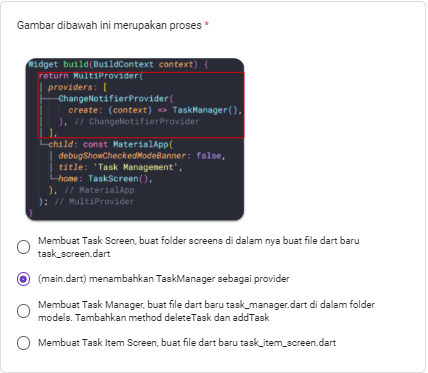 Gambar dibawah ini merupakan proses *
Widget build(BuildContext context) {
return MultiProvider(
providers: [
ChangeNotifierProvider(
create: (context) => TaskManager(),
), // ChangeNotifierProvider
],
child: const MaterialApp(
debugShowCheckedModeBanner: false,
title: 'Task Management',
home: TaskScreen(),
), // MaterialApp
); // MultiProvider
}
Membuat Task Screen, buat folder screens di dalam nya buat file dart baru
task_screen.dart
(main.dart) menambahkan TaskManager sebagai provider
Membuat Task Manager, buat file dart baru task_manager.dart di dalam folder
models. Tambahkan method deleteTask dan addTask
Membuat Task Item Screen, buat file dart baru task_item_screen.dart